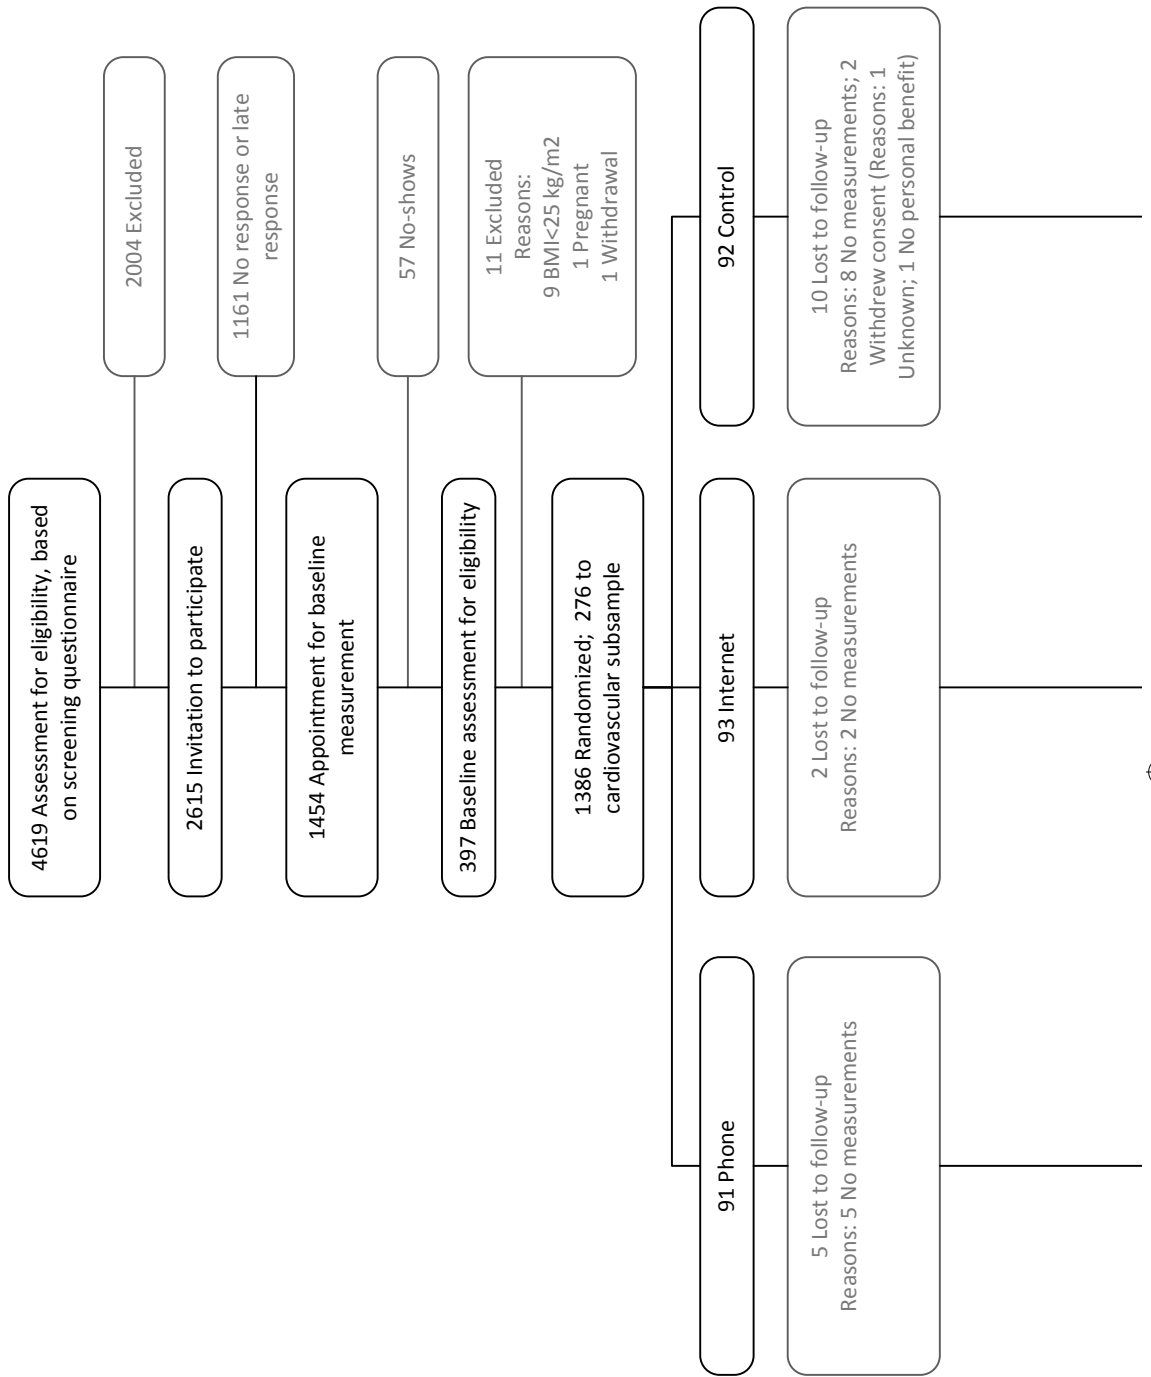 4619 Assessment for eligibility, based
on screening questionnaire
2004 Excluded
2615 Invitation to participate
1161 No response or late
response
1454 Appointment for baseline
measurement
57 No-shows
397 Baseline assessment for eligibility
11 Excluded
Reasons:
9 BMI<25 kg/m2
1 Pregnant
1 Withdrawal
1386 Randomized; 276 to
cardiovascular subsample
91 Phone
93 Internet
92 Control
5 Lost to follow-up
Reasons: 5 No measurements
2 Lost to follow-up
Reasons: 2 No measurements
10 Lost to follow-up
Reasons: 8 No measurements; 2
Withdrew consent (Reasons: 1
Unknown; 1 No personal benefit)